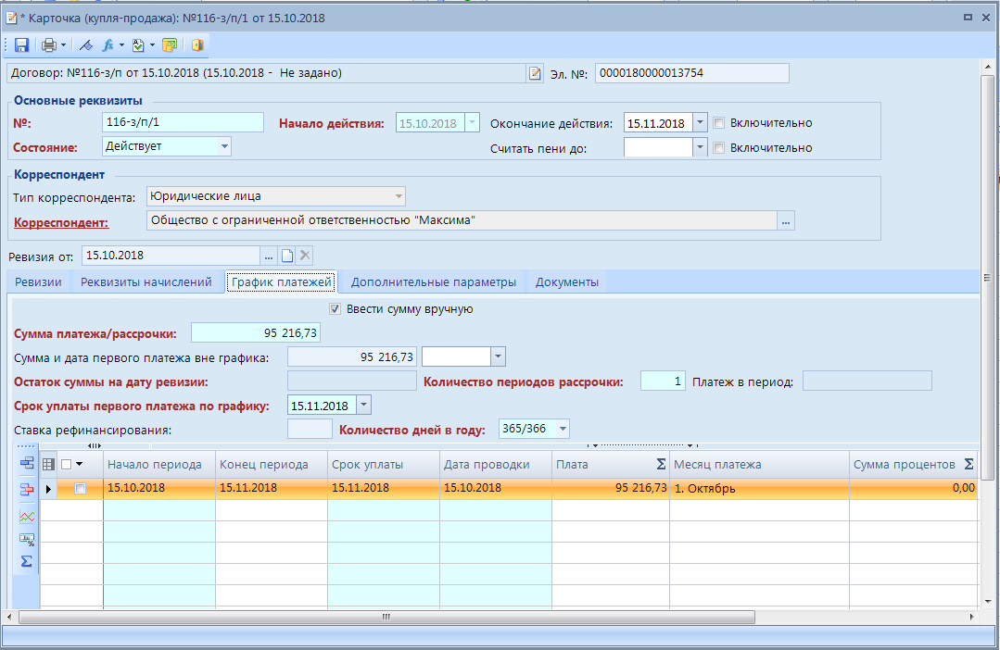 * Карточка (купля-продажа): №116-з/п/1 от 15.10.2018
Договор: №116-з/п от 15.10.2018 (15.10.2018 - Не задано) Эл. №: 0000180000013754
Основные реквизиты
№: 116-з/п/1 Начало действия: 15.10.2018 Окончание действия: 15.11.2018 Включительно
Состояние: Действует Считать пени до: Включительно
Корреспондент
Тип корреспондента: Юридические лица
Корреспондент: Общество с ограниченной ответственностью "Максима" ...
Ревизия от: 15.10.2018 ...
Ревизии Реквизиты начислений График платежей Дополнительные параметры Документы
Ввести сумму вручную
Сумма платежа/рассрочки: 95 216,73
Сумма и дата первого платежа вне графика: 95 216,73
Остаток суммы на дату ревизии: Количество периодов рассрочки: 1 Платеж в период:
Срок уплаты первого платежа по графику: 15.11.2018
Ставка рефинансирования: Количество дней в году: 365/366
Начало периода Конец периода Срок уплаты Дата проводки Плата Σ Месяц платежа Сумма процентов Σ
15.10.2018 15.11.2018 15.11.2018 15.10.2018 95 216,73 1. Октябрь 0,00
Σ